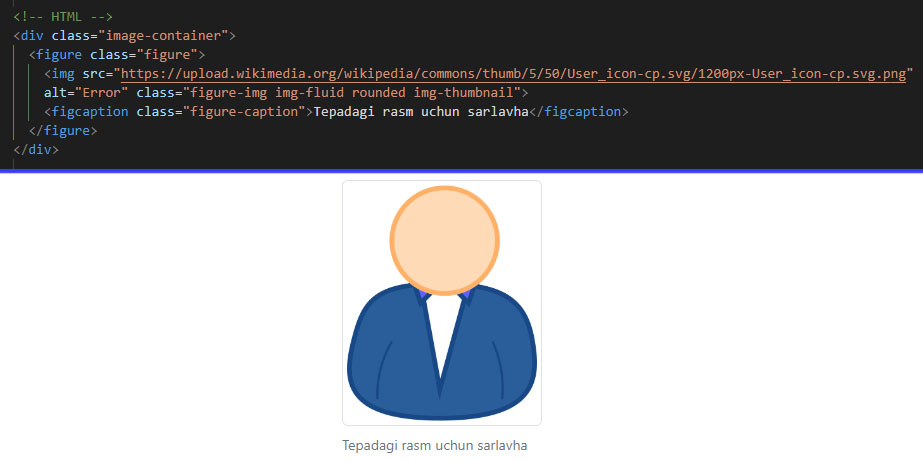 <!-- HTML -->
<div class="image-container">
<figure class="figure">
<img src="https://upload.wikimedia.org/wikipedia/commons/thumb/5/50/User_icon-cp.svg/1200px-User_icon-cp.svg.png"
alt="Error" class="figure-img img-fluid rounded img-thumbnail">
<figcaption class="figure-caption">Tepadagi rasm uchun sarlavha</figcaption>
</figure>
</div>
Tepadagi rasm uchun sarlavha